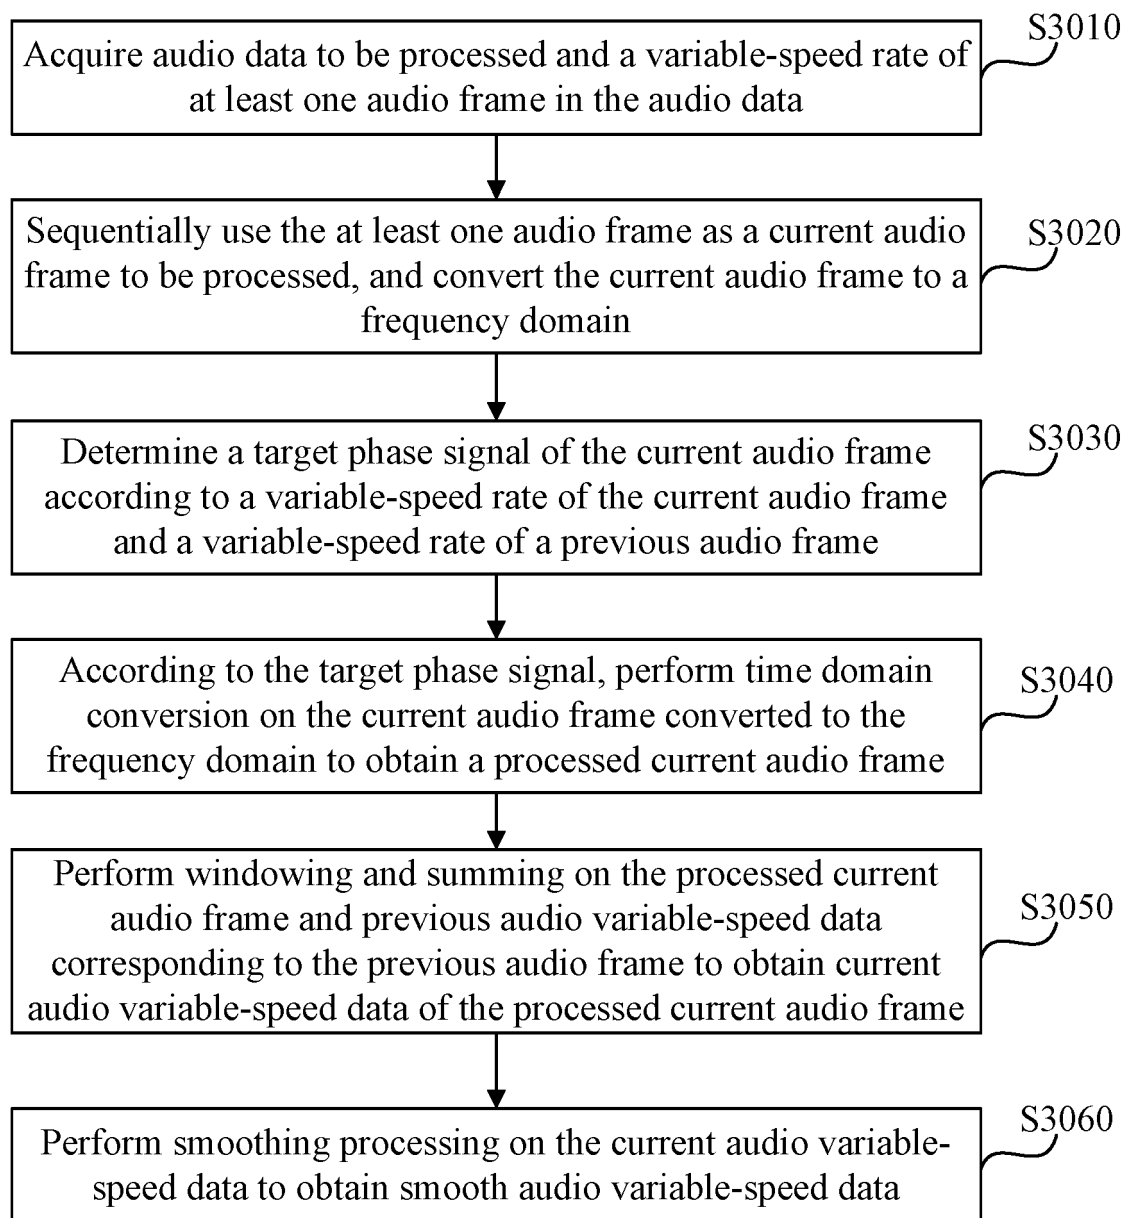 S3010
Acquire audio data to be processed and a variable-speed rate of
at least one audio frame in the audio data
S3020
Sequentially use the at least one audio frame as a current audio
frame to be processed, and convert the current audio frame to a
frequency domain
S3030
Determine a target phase signal of the current audio frame
according to a variable-speed rate of the current audio frame
and a variable-speed rate of a previous audio frame
S3040
According to the target phase signal, perform time domain
conversion on the current audio frame converted to the
frequency domain to obtain a processed current audio frame
S3050
Perform windowing and summing on the processed current
audio frame and previous audio variable-speed data
corresponding to the previous audio frame to obtain current
audio variable-speed data of the processed current audio frame
S3060
Perform smoothing processing on the current audio variable-
speed data to obtain smooth audio variable-speed data